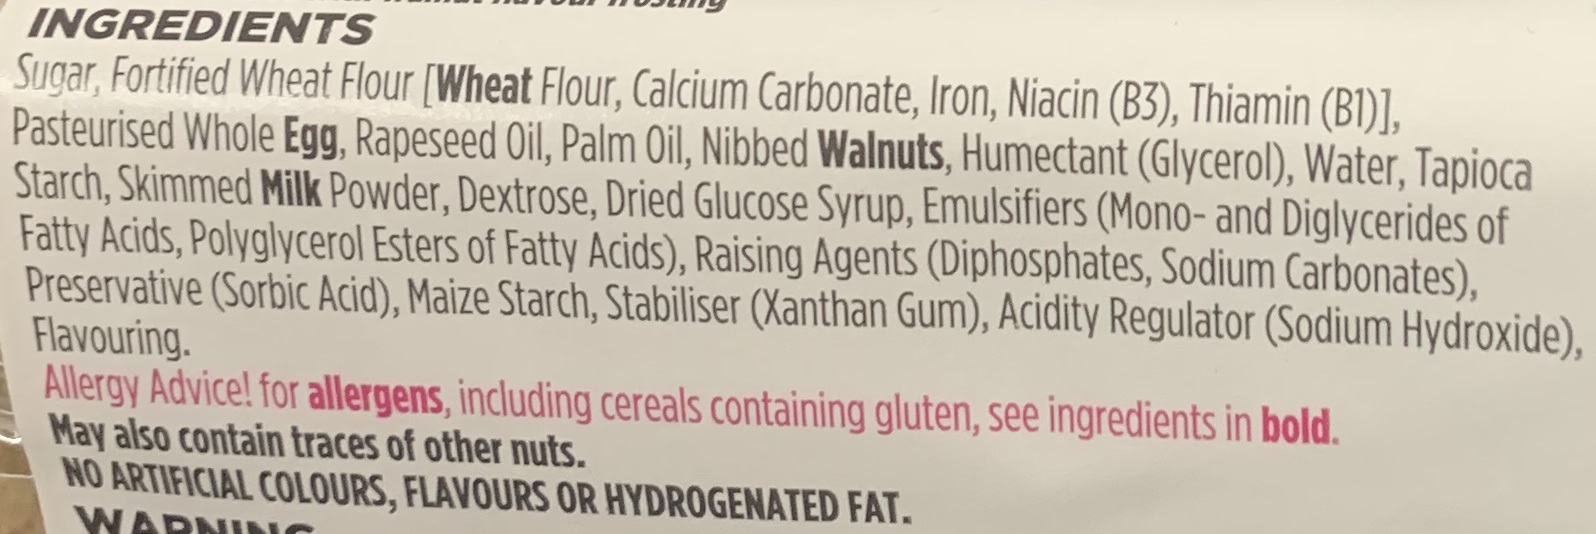 flavour frosting
INGREDIENTS
Sugar, Fortified Wheat Flour [Wheat Flour, Calcium Carbonate, Iron, Niacin (B3), Thiamin (B1)],
Pasteurised Whole Egg, Rapeseed Oil, Palm Oil, Nibbed Walnuts, Humectant (Glycerol), Water, Tapioca
Starch, Skimmed Milk Powder, Dextrose, Dried Glucose Syrup, Emulsifiers (Mono- and Diglycerides of
Fatty Acids, Polyglycerol Esters of Fatty Acids), Raising Agents (Diphosphates, Sodium Carbonates),
Preservative (Sorbic Acid), Maize Starch, Stabiliser (Xanthan Gum), Acidity Regulator (Sodium Hydroxide),
Flavouring.
Allergy Advice! for allergens, including cereals containing gluten, see ingredients in bold.
May also contain traces of other nuts.
NO ARTIFICIAL COLOURS, FLAVOURS OR HYDROGENATED FAT.
WARNING